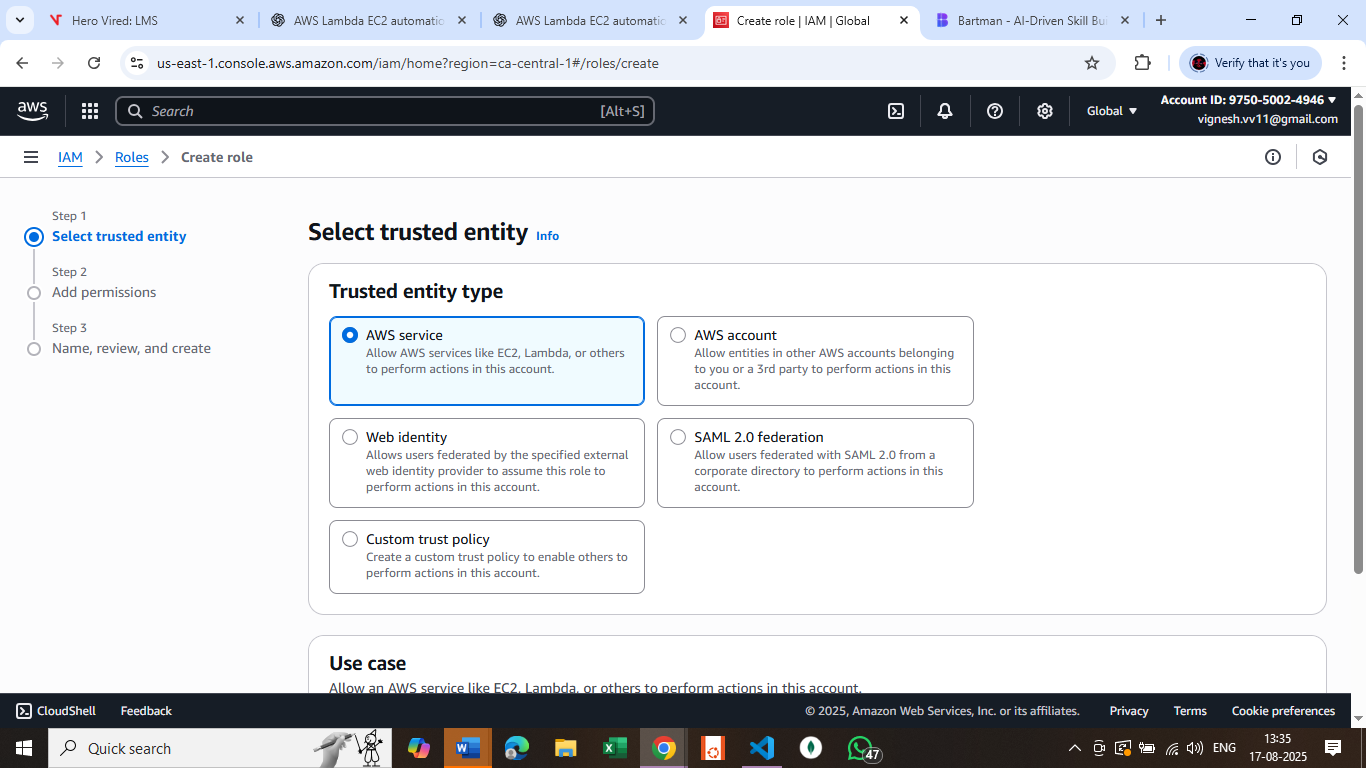 Hero Vired: LMS
AWS Lambda EC2 automatio
AWS Lambda EC2 automatio
Create role | IAM | Global
Bartman - AI-Driven Skill Bui
us-east-1.console.aws.amazon.com/iam/home?region=ca-central-1#/roles/create
Verify that it's you
aws
Search
[Alt+S]
Global
Account ID: 9750-5002-4946
vignesh.vv11@gmail.com
IAM
Roles
Create role
Step 1
Select trusted entity
Step 2
Add permissions
Step 3
Name, review, and create
Select trusted entity Info
Trusted entity type
AWS service
Allow AWS services like EC2, Lambda, or others
to perform actions in this account.
AWS account
Allow entities in other AWS accounts belonging
to you or a 3rd party to perform actions in this
account.
Web identity
Allows users federated by the specified external
web identity provider to assume this role to
perform actions in this account.
SAML 2.0 federation
Allow users federated with SAML 2.0 from a
corporate directory to perform actions in this
account.
Custom trust policy
Create a custom trust policy to enable others to
perform actions in this account.
Use case
Allow an AWS service like EC2, Lambda, or others to perform actions in this account.
CloudShell
Feedback
© 2025, Amazon Web Services, Inc. or its affiliates.
Privacy
Terms
Cookie preferences
Quick search
47
ENG
13:35
17-08-2025